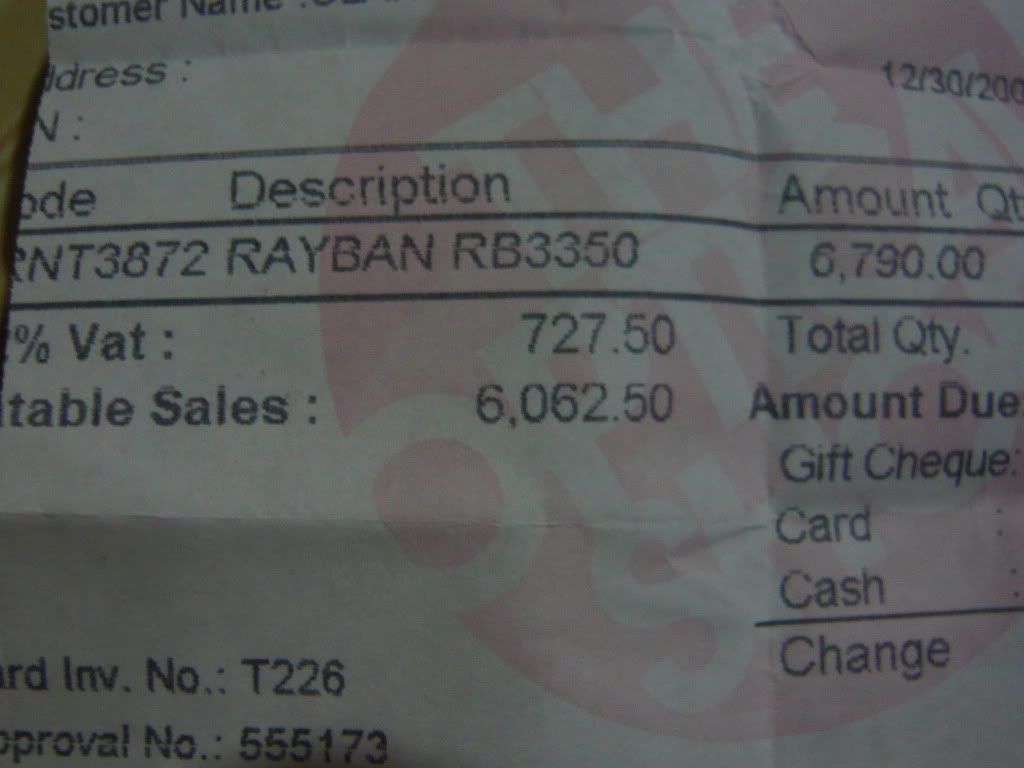 stomer Name :
ddress :
12/30/200
N :
ode Description Amount Qt
RNT3872 RAYBAN RB3350 6,790.00
% Vat : 727.50 Total Qty.
table Sales : 6,062.50 Amount Due
Gift Cheque:
Card :
Cash :
Change
ard Inv. No.: T226
pproval No.: 555173